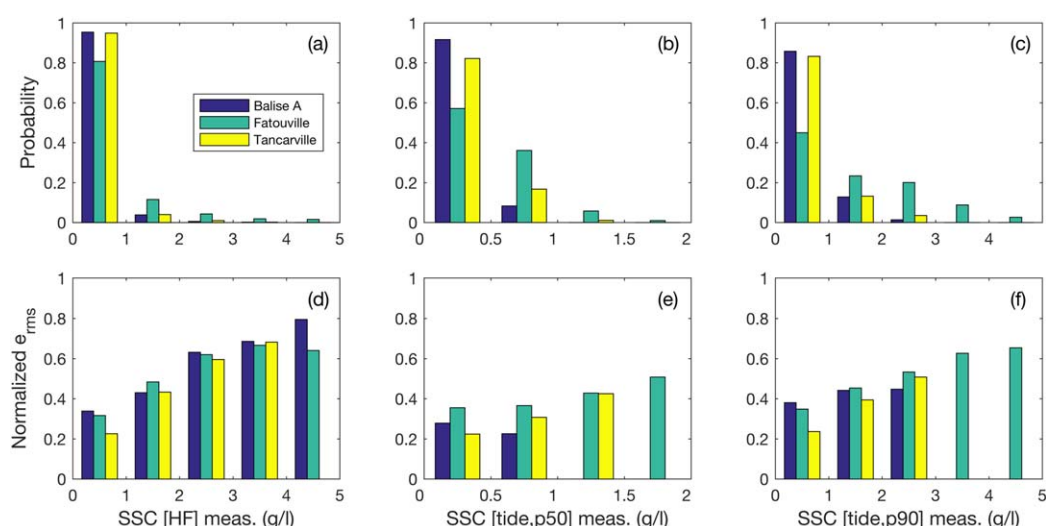 (a)
(b)
(c)
Probability
1
0.8
0.6
0.4
0.2
0
Balise A
Fatouville
Tancarville
0 1 2 3 4 5
1
0.8
0.6
0.4
0.2
0
0 0.5 1 1.5 2
1
0.8
0.6
0.4
0.2
0
0 1 2 3 4
(d)
(e)
(f)
Normalized e_rms
1
0.8
0.6
0.4
0.2
0
0 1 2 3 4 5
SSC [HF] meas. (g/l)
1
0.8
0.6
0.4
0.2
0
0 0.5 1 1.5 2
SSC [tide,p50] meas. (g/l)
1
0.8
0.6
0.4
0.2
0
0 1 2 3 4 5
SSC [tide,p90] meas. (g/l)